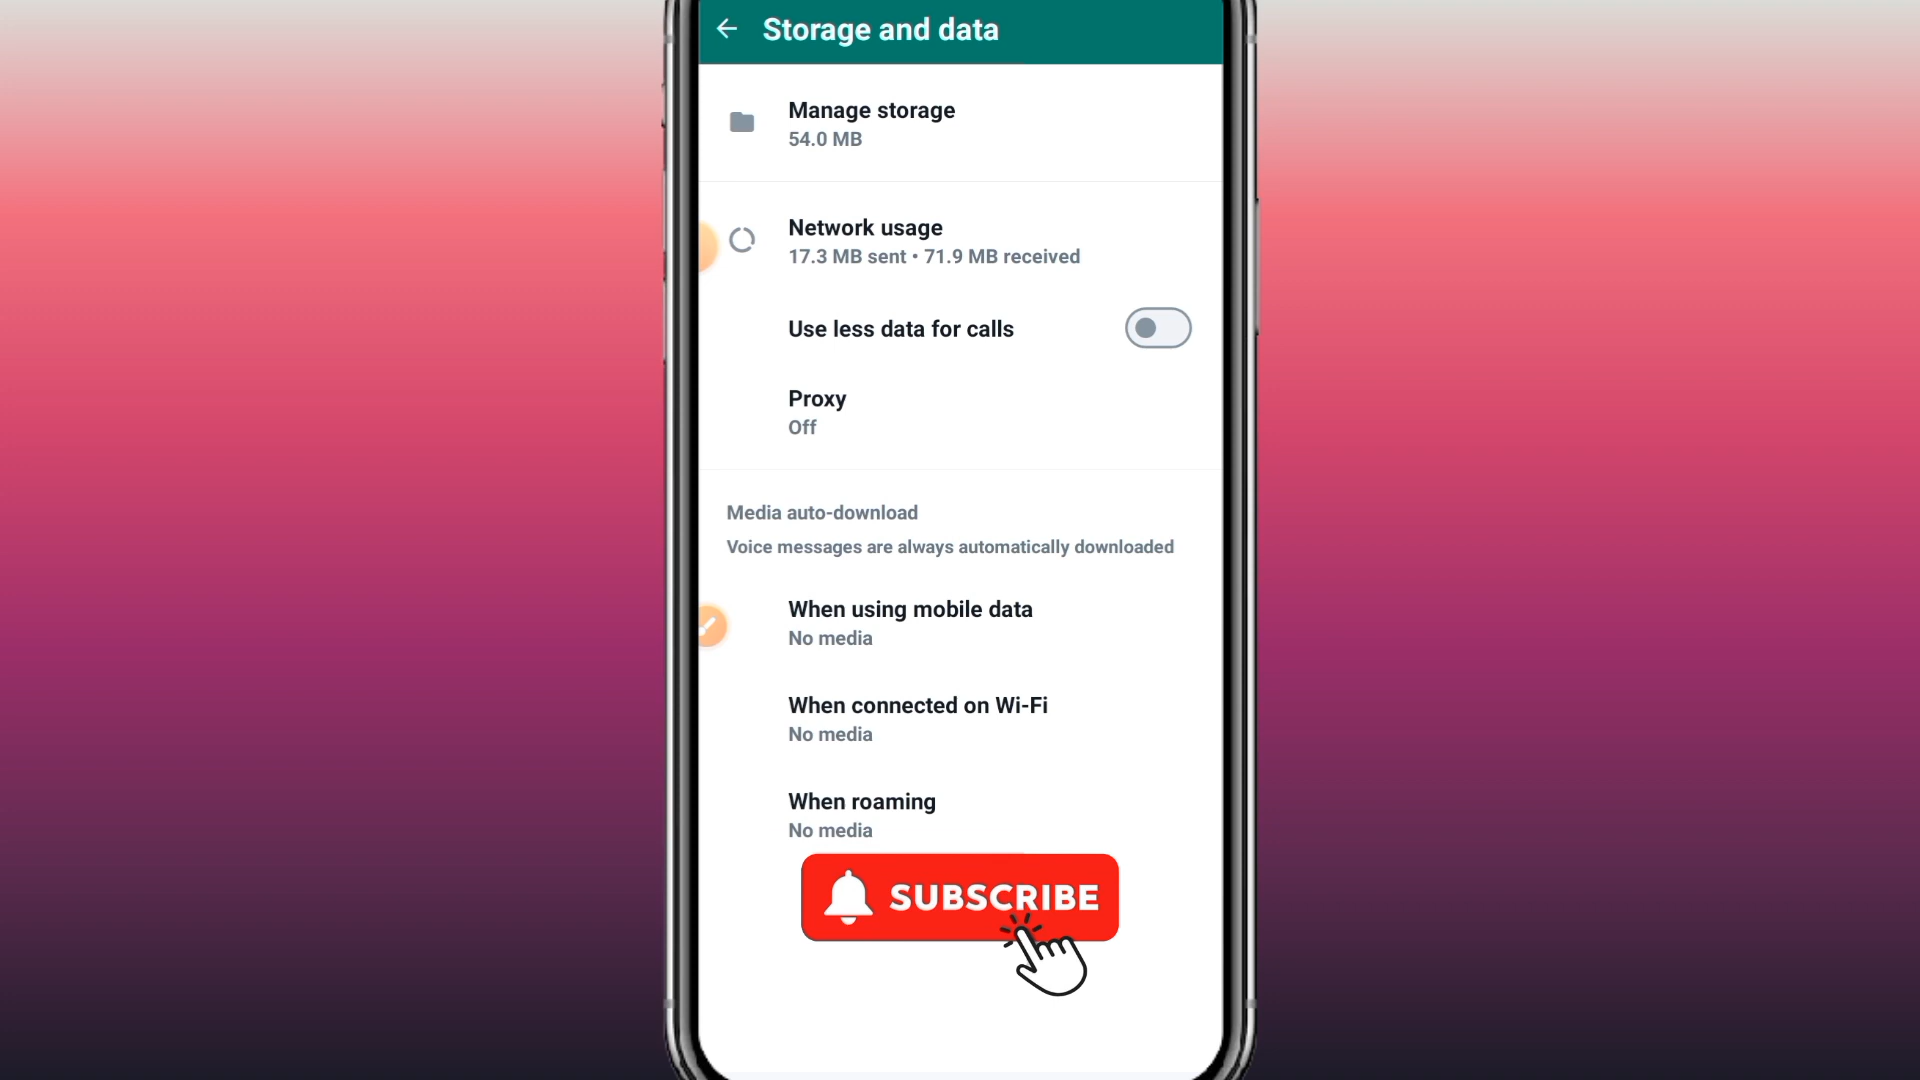 Storage and data
Manage storage
54.0 MB
Network usage
17.3 MB sent • 71.9 MB received
Use less data for calls
Proxy
Off
Media auto-download
Voice messages are always automatically downloaded
When using mobile data
No media
When connected on Wi-Fi
No media
When roaming
No media
SUBSCRIBE